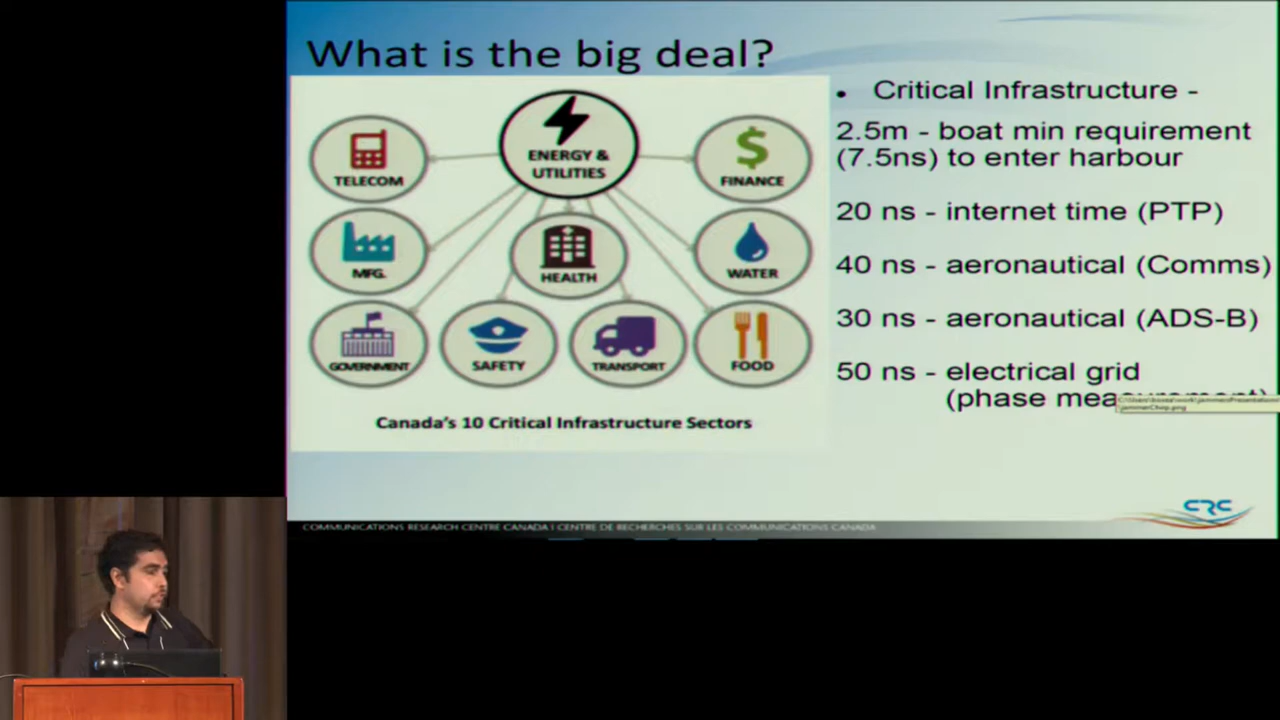 What is the big deal?
ENERGY &
UTILITIES
TELECOM
FINANCE
MFG.
HEALTH
WATER
GOVERNMENT
SAFETY
TRANSPORT
FOOD
Canada's 10 Critical Infrastructure Sectors
• Critical Infrastructure -
2.5m - boat min requirement
(7.5ns) to enter harbour
20 ns - internet time (PTP)
40 ns - aeronautical (Comms)
30 ns - aeronautical (ADS-B)
50 ns - electrical grid
(phase measurement)
COMMUNICATIONS RESEARCH CENTRE CANADA | CENTRE DE RECHERCHES SUR LES COMMUNICATIONS CANADA
CRC